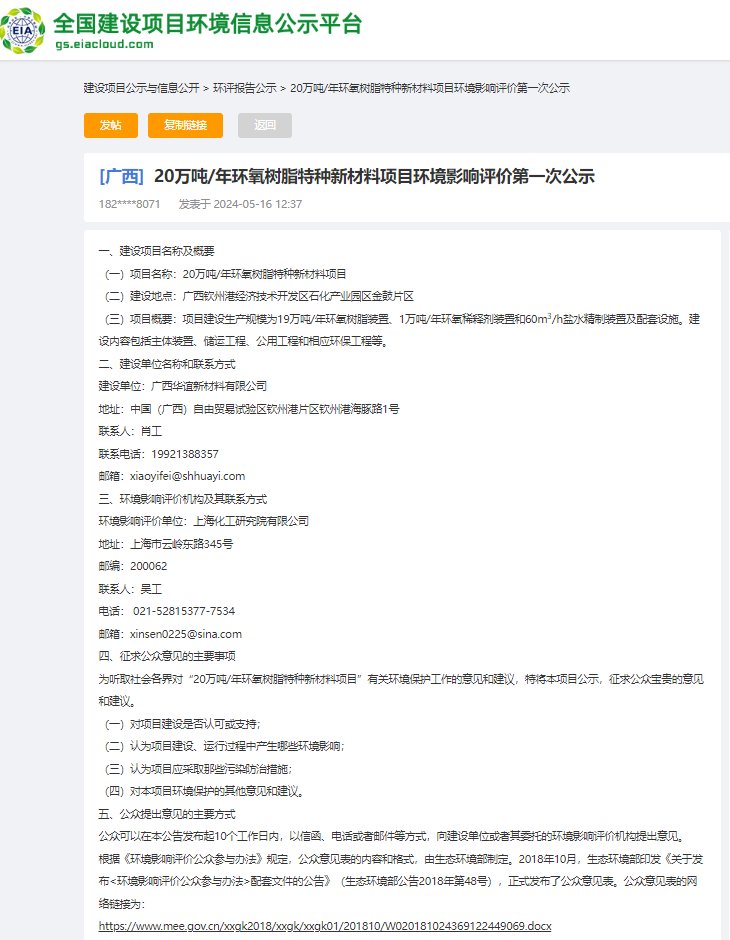 EIA
全国建设项目环境信息公示平台
gs.eiacloud.com
建设项目公示与信息公开 > 环评报告公示 > 20万吨/年环氧树脂特种新材料项目环境影响评价第一次公示
发帖 复制链接 返回
[广西] 20万吨/年环氧树脂特种新材料项目环境影响评价第一次公示
182****8071 发表于 2024-05-16 12:37
一、建设项目名称及概要
（一）项目名称：20万吨/年环氧树脂特种新材料项目
（二）建设地点：广西钦州港经济技术开发区石化产业园区金鼓片区
（三）项目概要：项目建设生产规模为19万吨/年环氧树脂装置、1万吨/年环氧稀释剂装置和60m³/h盐水精制装置及配套设施。建
设内容包括主体装置、储运工程、公用工程和相应环保工程等。
二、建设单位名称和联系方式
建设单位：广西华谊新材料有限公司
地址：中国（广西）自由贸易试验区钦州港片区钦州港海豚路1号
联系人：肖工
联系电话：19921388357
邮箱：xiaoyifei@shhuayi.com
三、环境影响评价机构及其联系方式
环境影响评价单位：上海化工研究院有限公司
地址：上海市云岭东路345号
邮编：200062
联系人：吴工
电话： 021-52815377-7534
邮箱：xinsen0225@sina.com
四、征求公众意见的主要事项
为听取社会各界对“20万吨/年环氧树脂特种新材料项目”有关环境保护工作的意见和建议，特将本项目公示，征求公众宝贵的意见
和建议。
（一）对项目建设是否认可或支持；
（二）认为项目建设、运行过程中产生哪些环境影响；
（三）认为项目应采取那些污染防治措施；
（四）对本项目环境保护的其他意见和建议。
五、公众提出意见的主要方式
公众可以在本公告发布起10个工作日内，以信函、电话或者邮件等方式，向建设单位或者其委托的环境影响评价机构提出意见。
根据《环境影响评价公众参与办法》规定，公众意见表的内容和格式，由生态环境部制定。2018年10月，生态环境部印发《关于发
布<环境影响评价公众参与办法>配套文件的公告》（生态环境部公告2018年第48号），正式发布了公众意见表。公众意见表的网
络链接为：
https://www.mee.gov.cn/xxgk2018/xxgk/xxgk01/201810/W020181024369122449069.docx